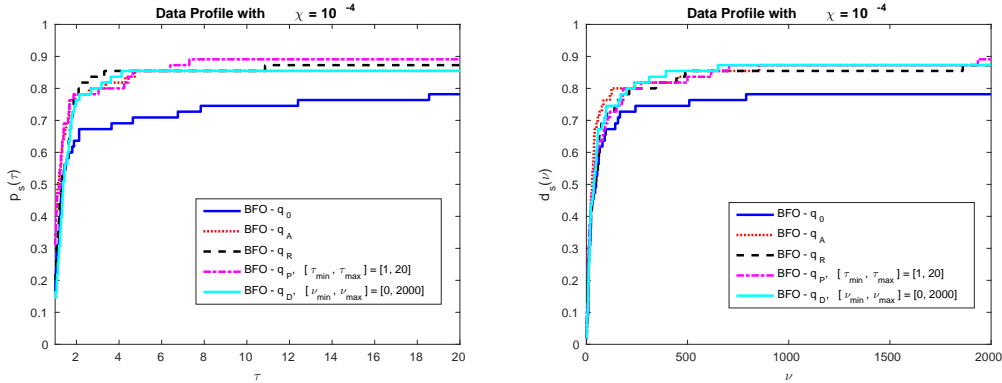 Data Profile with χ = 10 -4
p s (τ)
1
0.9
0.8
0.7
0.6
0.5
0.4
0.3
0.2
0.1
0
BFO - q 0
BFO - q A
BFO - q R
BFO - q P, [ τ min , τ max ] = [1, 20]
BFO - q D, [ ν min , ν max ] = [0, 2000]
2 4 6 8 10 12 14 16 18 20
τ
Data Profile with χ = 10 -4
d s (ν)
1
0.9
0.8
0.7
0.6
0.5
0.4
0.3
0.2
0.1
0
BFO - q 0
BFO - q A
BFO - q R
BFO - q P, [ τ min , τ max ] = [1, 20]
BFO - q D, [ ν min , ν max ] = [0, 2000]
0 500 1000 1500 2000
ν